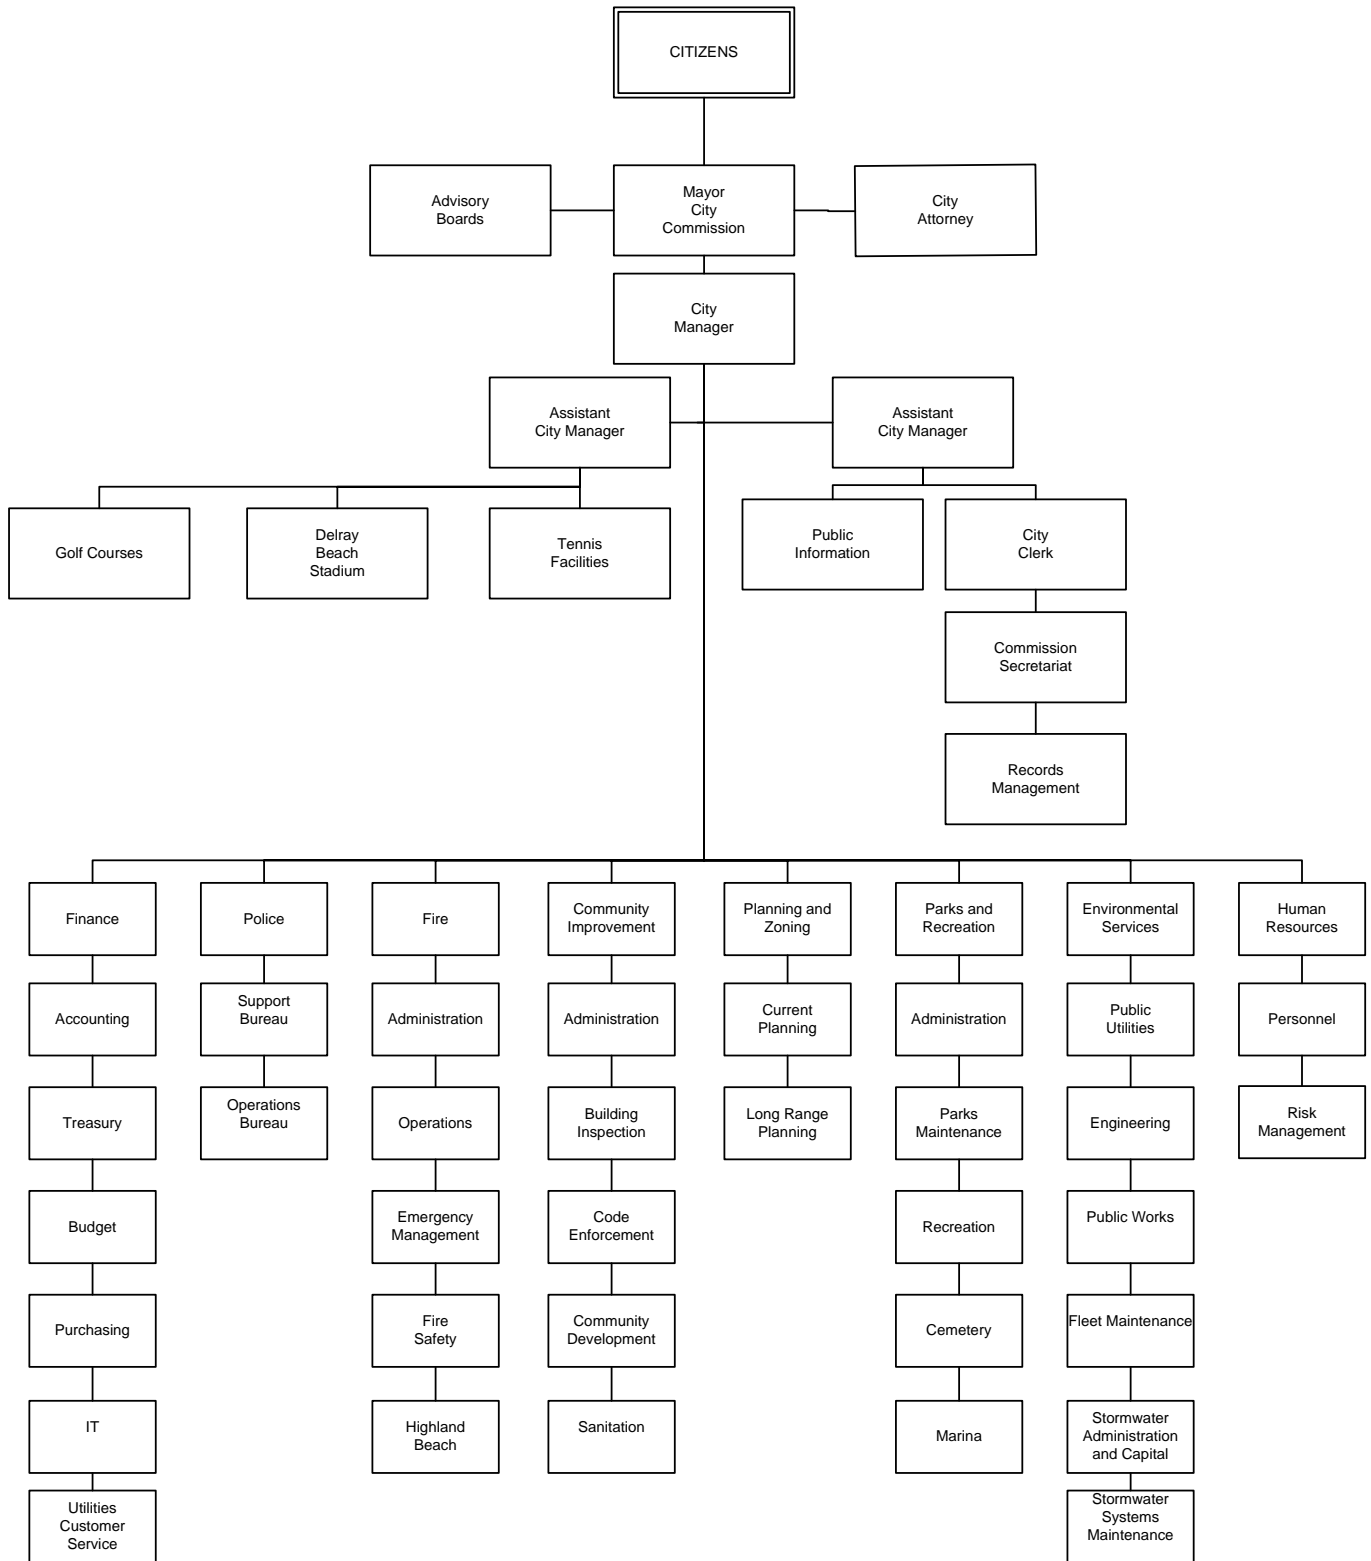 CITIZENS
Advisory
Boards
Mayor
City
Commission
City
Attorney
City
Manager
Assistant
City Manager
Assistant
City Manager
Golf Courses
Delray
Beach
Stadium
Tennis
Facilities
Public
Information
City
Clerk
Commission
Secretariat
Records
Management
Finance
Police
Fire
Community
Improvement
Planning and
Zoning
Parks and
Recreation
Environmental
Services
Human
Resources
Accounting
Support
Bureau
Administration
Administration
Current
Planning
Administration
Public
Utilities
Personnel
Treasury
Operations
Bureau
Operations
Building
Inspection
Long Range
Planning
Parks
Maintenance
Engineering
Risk
Management
Budget
Emergency
Management
Code
Enforcement
Recreation
Public Works
Purchasing
Fire
Safety
Community
Development
Cemetery
Fleet Maintenance
IT
Highland
Beach
Sanitation
Marina
Stormwater
Administration
and Capital
Utilities
Customer
Service
Stormwater
Systems
Maintenance